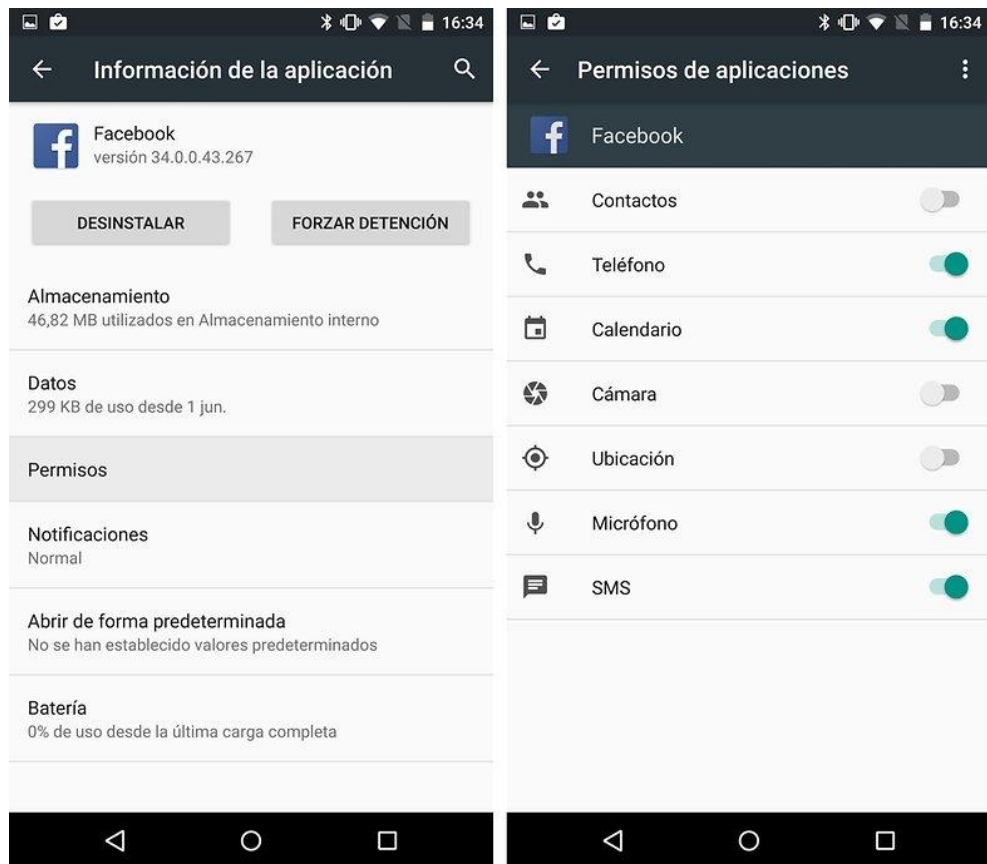 16:34
Información de la aplicación
Facebook
versión 34.0.0.43.267
DESINSTALAR
FORZAR DETENCIÓN
Almacenamiento
46,82 MB utilizados en Almacenamiento interno
Datos
299 KB de uso desde 1 jun.
Permisos
Notificaciones
Normal
Abrir de forma predeterminada
No se han establecido valores predeterminados
Batería
0% de uso desde la última carga completa
16:34
Permisos de aplicaciones
Facebook
Contactos
Teléfono
Calendario
Cámara
Ubicación
Micrófono
SMS